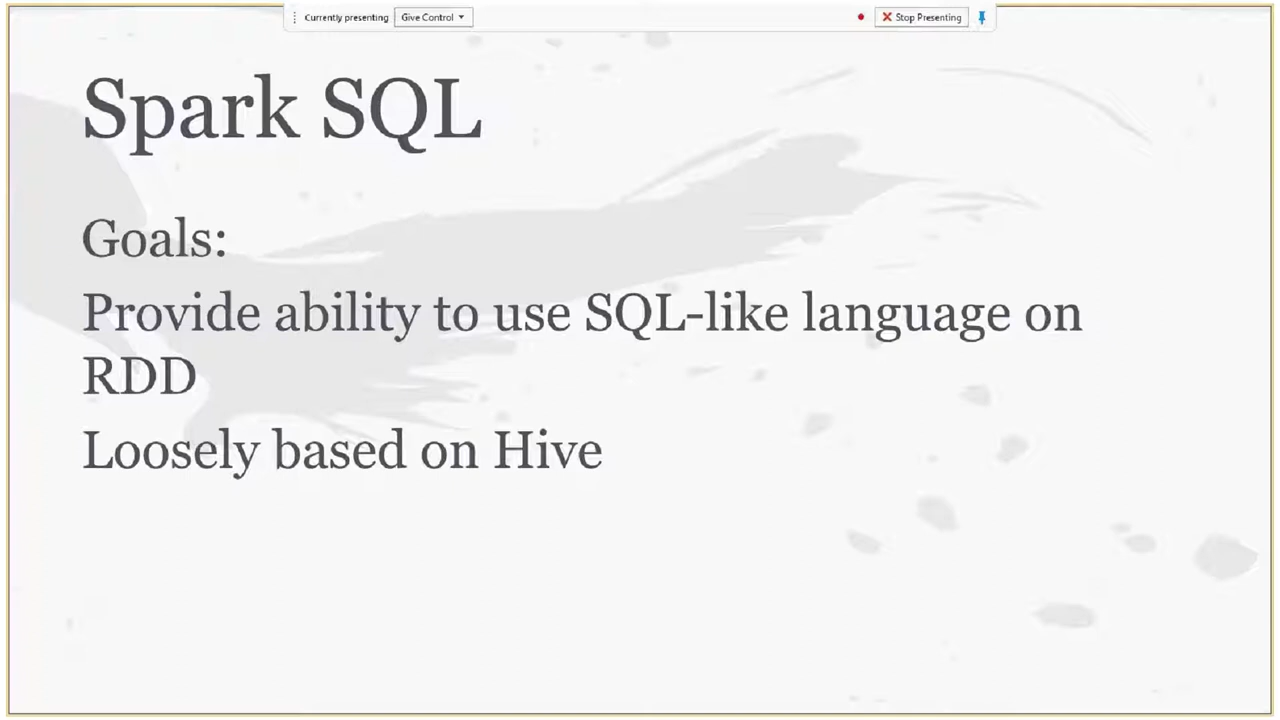 Currently presenting Give Control Stop Presenting
Spark SQL
Goals:
Provide ability to use SQL-like language on
RDD
Loosely based on Hive